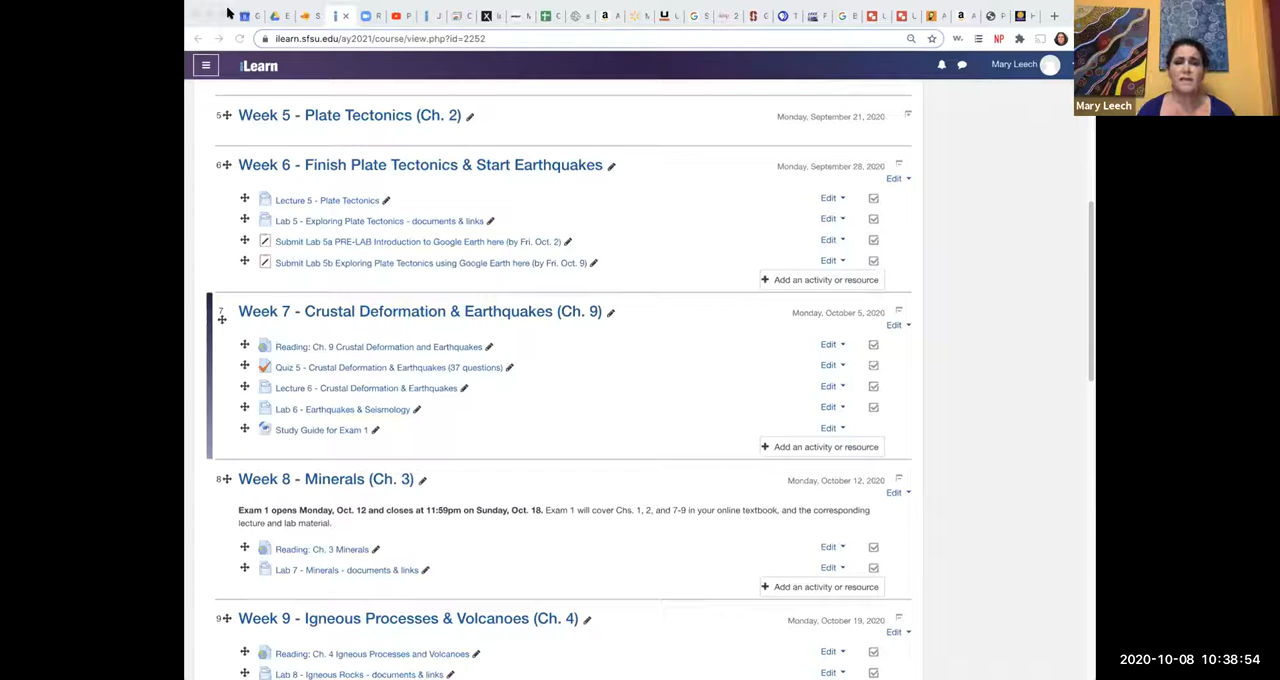 ilearn.sfsu.edu/ay2021/course/view.php?id=2252
iLearn
Mary Leech
Mary Leech
5 Week 5 - Plate Tectonics (Ch. 2) Monday, September 21, 2020
6 Week 6 - Finish Plate Tectonics & Start Earthquakes Monday, September 28, 2020
Edit
Lecture 5 - Plate Tectonics Edit
Lab 5 - Exploring Plate Tectonics - documents & links Edit
Submit Lab 5a PRE-LAB Introduction to Google Earth here (by Fri. Oct. 2) Edit
Submit Lab 5b Exploring Plate Tectonics using Google Earth here (by Fri. Oct. 9) Edit
Add an activity or resource
7 Week 7 - Crustal Deformation & Earthquakes (Ch. 9) Monday, October 5, 2020
Edit
Reading: Ch. 9 Crustal Deformation and Earthquakes Edit
Quiz 5 - Crustal Deformation & Earthquakes (37 questions) Edit
Lecture 6 - Crustal Deformation & Earthquakes Edit
Lab 6 - Earthquakes & Seismology Edit
Study Guide for Exam 1 Edit
Add an activity or resource
8 Week 8 - Minerals (Ch. 3) Monday, October 12, 2020
Edit
Exam 1 opens Monday, Oct. 12 and closes at 11:59pm on Sunday, Oct. 18. Exam 1 will cover Chs. 1, 2, and 7-9 in your online textbook, and the corresponding
lecture and lab material.
Reading: Ch. 3 Minerals Edit
Lab 7 - Minerals - documents & links Edit
Add an activity or resource
9 Week 9 - Igneous Processes & Volcanoes (Ch. 4) Monday, October 19, 2020
Edit
Reading: Ch. 4 Igneous Processes and Volcanoes Edit
Lab 8 - Igneous Rocks - documents & links Edit
2020-10-08 10:38:54